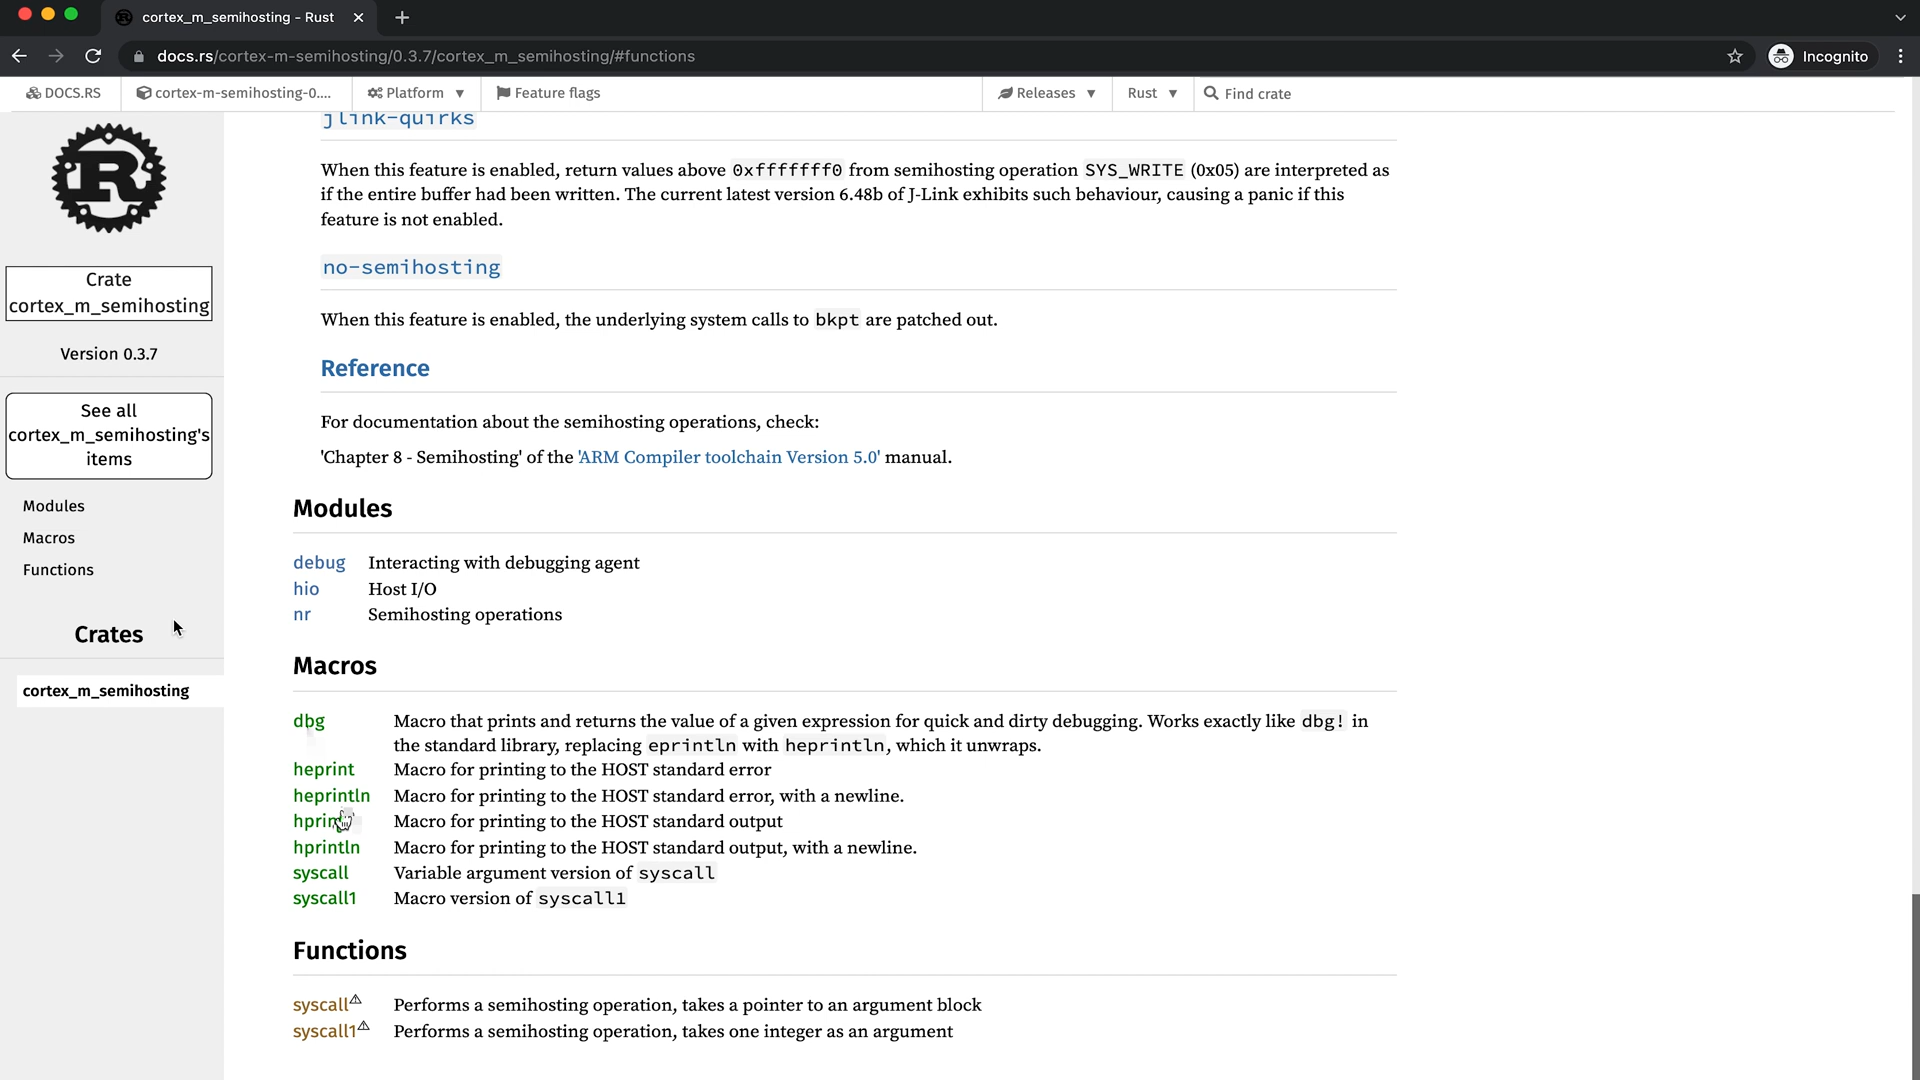 cortex_m_semihosting - Rust
docs.rs/cortex-m-semihosting/0.3.7/cortex_m_semihosting/#functions
Incognito
DOCS.RS
cortex-m-semihosting-0....
Platform
Feature flags
Releases
Rust
Find crate
R
Crate
cortex_m_semihosting
Version 0.3.7
See all
cortex_m_semihosting's
items
Modules
Macros
Functions
Crates
cortex_m_semihosting
jlink-quirks
When this feature is enabled, return values above 0xfffffff0 from semihosting operation SYS_WRITE (0x05) are interpreted as
if the entire buffer had been written. The current latest version 6.48b of J-Link exhibits such behaviour, causing a panic if this
feature is not enabled.
no-semihosting
When this feature is enabled, the underlying system calls to bkpt are patched out.
Reference
For documentation about the semihosting operations, check:
'Chapter 8 - Semihosting' of the 'ARM Compiler toolchain Version 5.0' manual.
Modules
debug Interacting with debugging agent
hio Host I/O
nr Semihosting operations
Macros
dbg Macro that prints and returns the value of a given expression for quick and dirty debugging. Works exactly like dbg! in
the standard library, replacing eprintln with heprintln, which it unwraps.
heprint Macro for printing to the HOST standard error
heprintln Macro for printing to the HOST standard error, with a newline.
hprint Macro for printing to the HOST standard output
hprintln Macro for printing to the HOST standard output, with a newline.
syscall Variable argument version of syscall
syscall1 Macro version of syscall1
Functions
syscall⚠ Performs a semihosting operation, takes a pointer to an argument block
syscall1⚠ Performs a semihosting operation, takes one integer as an argument